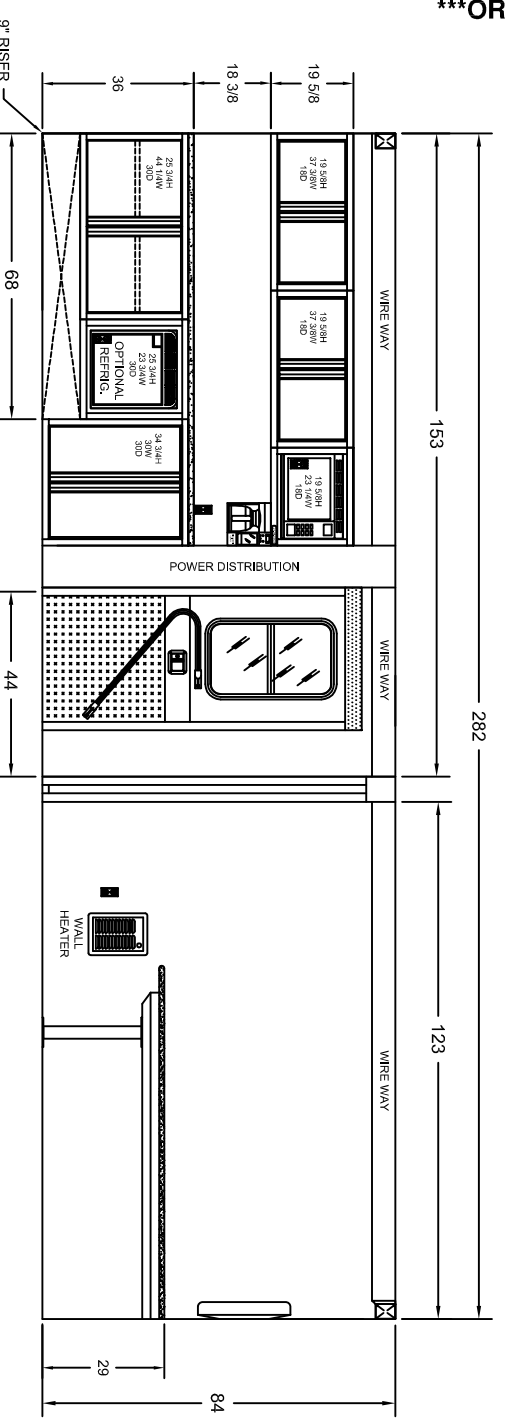 ***OR
282
153
123
WIRE WAY
WIRE WAY
WIRE WAY
19 5/8
18 3/8
36
19 5/8H
37 3/8W
18D
19 5/8H
37 3/8W
18D
19 5/8H
23 1/4W
18D
25 3/4H
44 1/4W
30D
25 3/4H
23 3/4W
30D
OPTIONAL
REFRIG.
34 3/4H
30W
30D
POWER DISTRIBUTION
WALL
HEATER
29
84
9" RISER
68
44